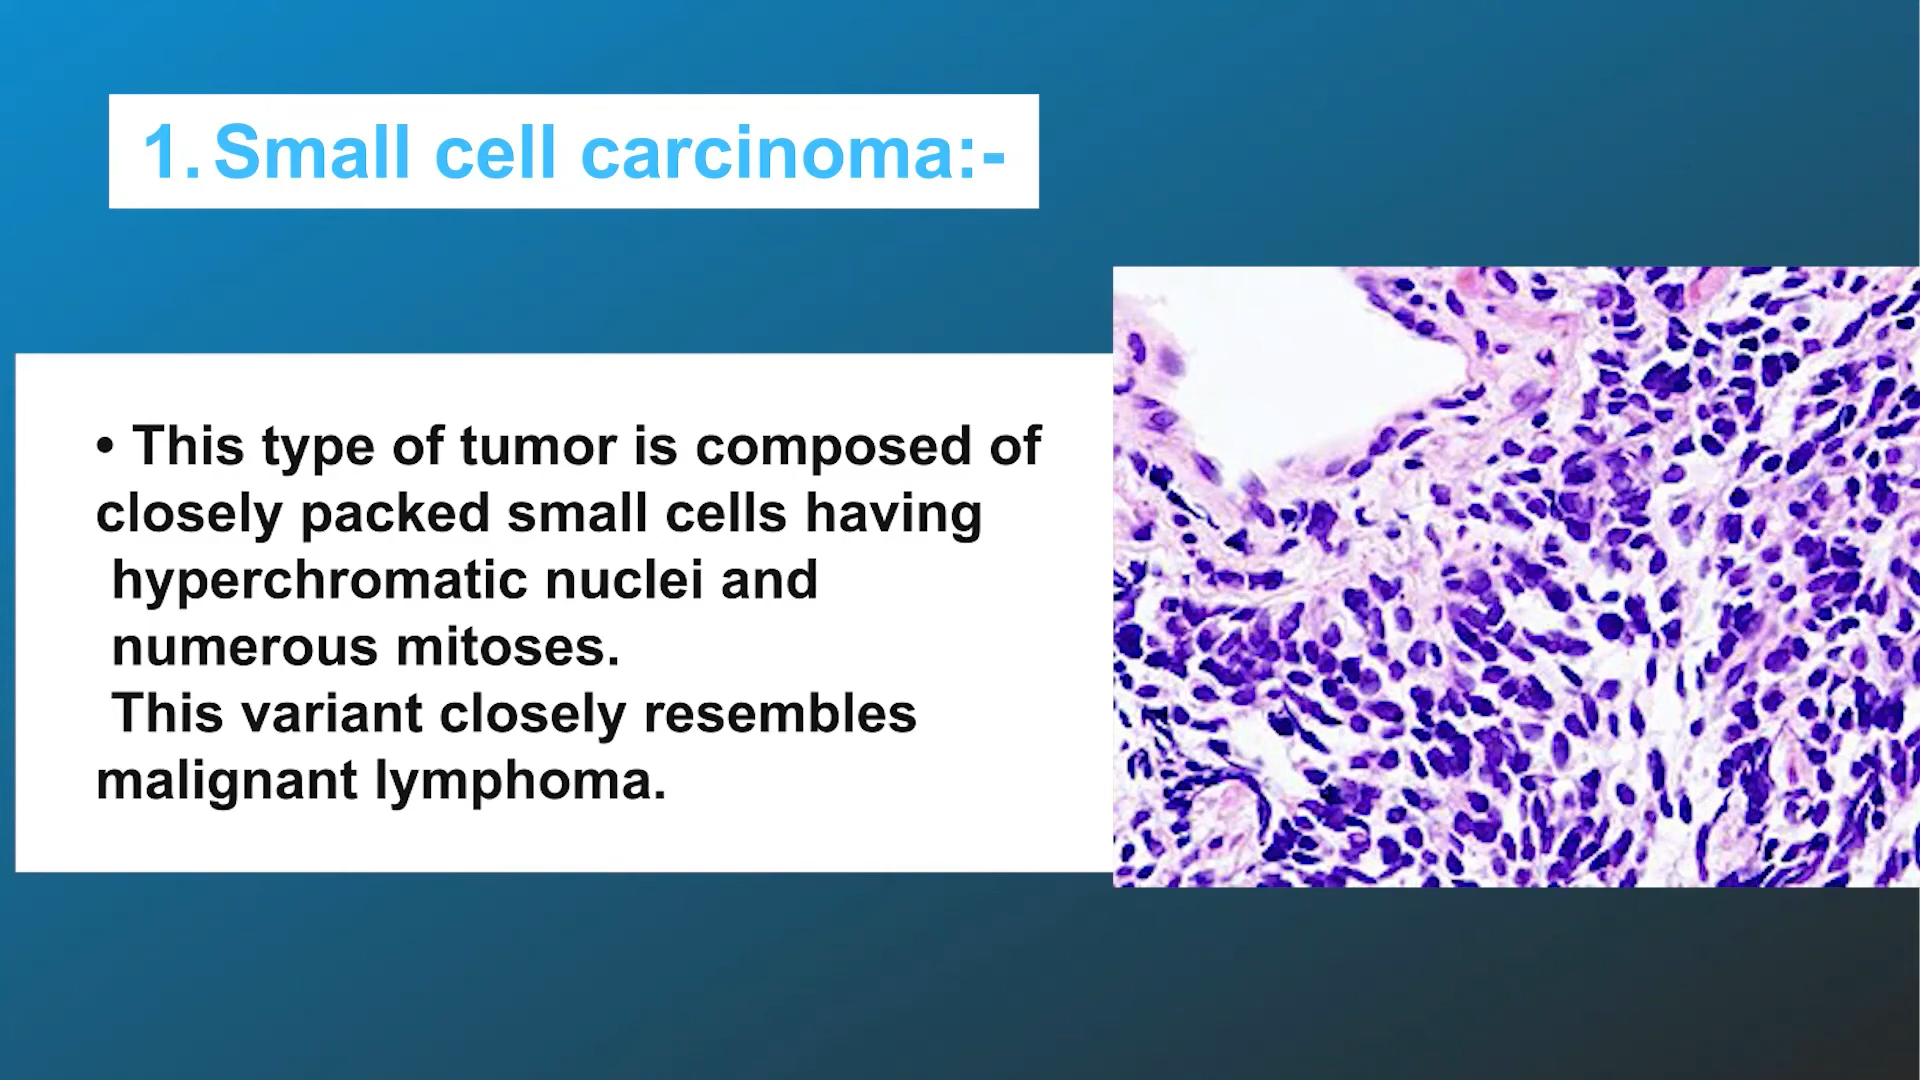 1. Small cell carcinoma:-
• This type of tumor is composed of
closely packed small cells having
hyperchromatic nuclei and
numerous mitoses.
This variant closely resembles
malignant lymphoma.